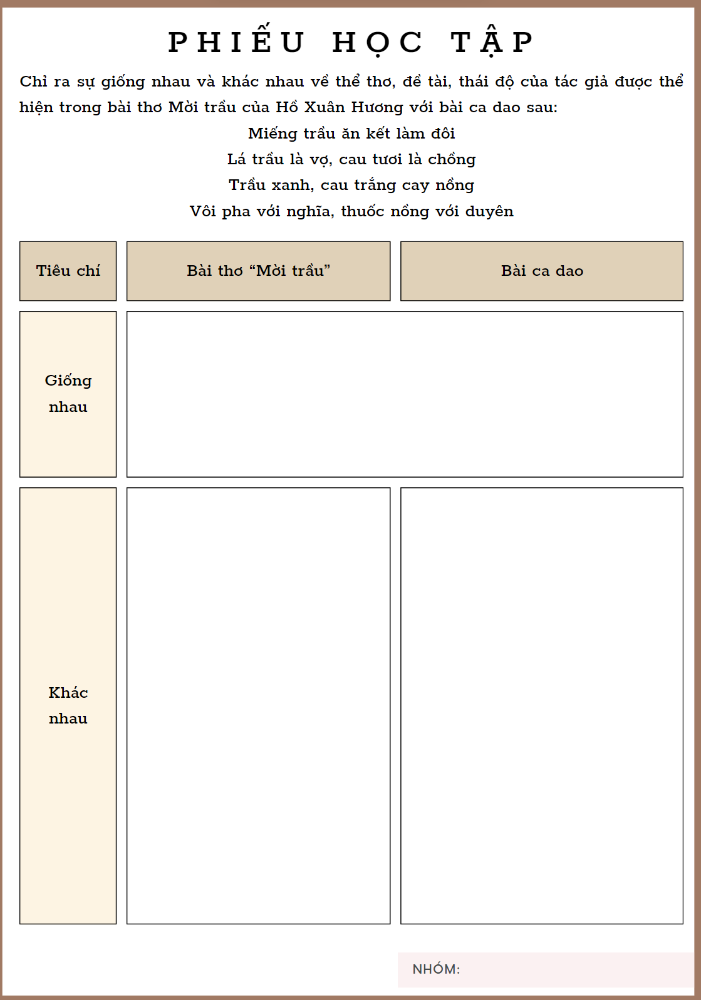 PHIẾU HỌC TẬP
Chỉ ra sự giống nhau và khác nhau về thể thơ, đề tài, thái độ của tác giả được thể
hiện trong bài thơ Mời trầu của Hồ Xuân Hương với bài ca dao sau:
Miếng trầu ăn kết làm đôi
Lá trầu là vợ, cau tươi là chồng
Trầu xanh, cau trắng cay nồng
Vôi pha với nghĩa, thuốc nồng với duyên
Tiêu chí
Bài thơ “Mời trầu”
Bài ca dao
Giống
nhau
Khác
nhau
NHÓM: